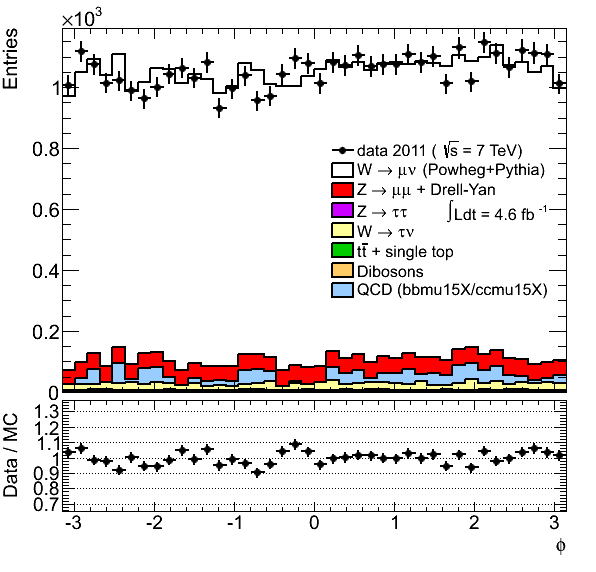 ×10³
Entries
1
0.8
0.6
0.4
0.2
0
data 2011 ( √s = 7 TeV)
W → μν (Powheg+Pythia)
Z → μμ + Drell-Yan
Z → ττ
∫Ldt = 4.6 fb⁻¹
W → τν
tt̄ + single top
Dibosons
QCD (bbmu15X/ccmu15X)
Data / MC
1.3
1.2
1.1
1
0.9
0.8
0.7
-3 -2 -1 0 1 2 3
ϕ